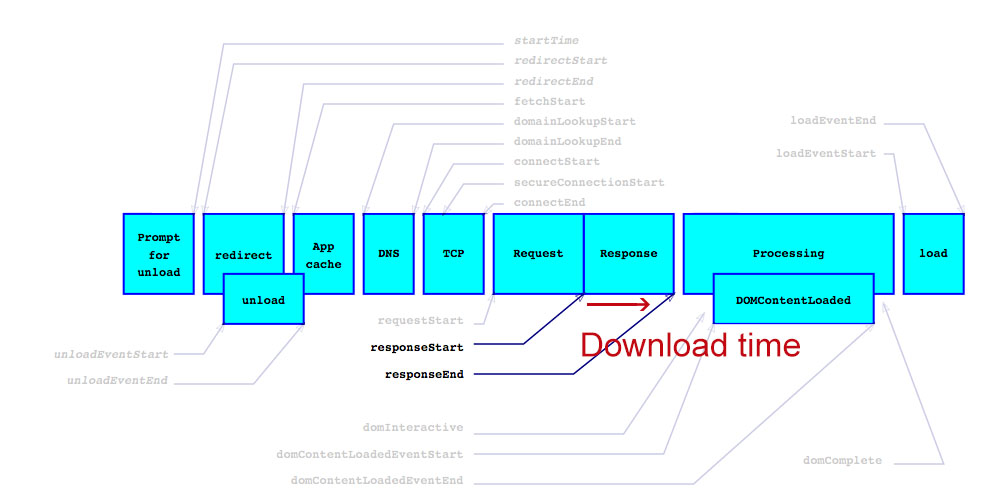 startTime
redirectStart
redirectEnd
fetchStart
domainLookupStart
domainLookupEnd
connectStart
secureConnectionStart
connectEnd
loadEventEnd
loadEventStart
Prompt
for
unload
redirect
unload
App
cache
DNS
TCP
Request
Response
Processing
DOMContentLoaded
load
requestStart
responseStart
responseEnd
Download time
unloadEventStart
unloadEventEnd
domInteractive
domContentLoadedEventStart
domContentLoadedEventEnd
domComplete